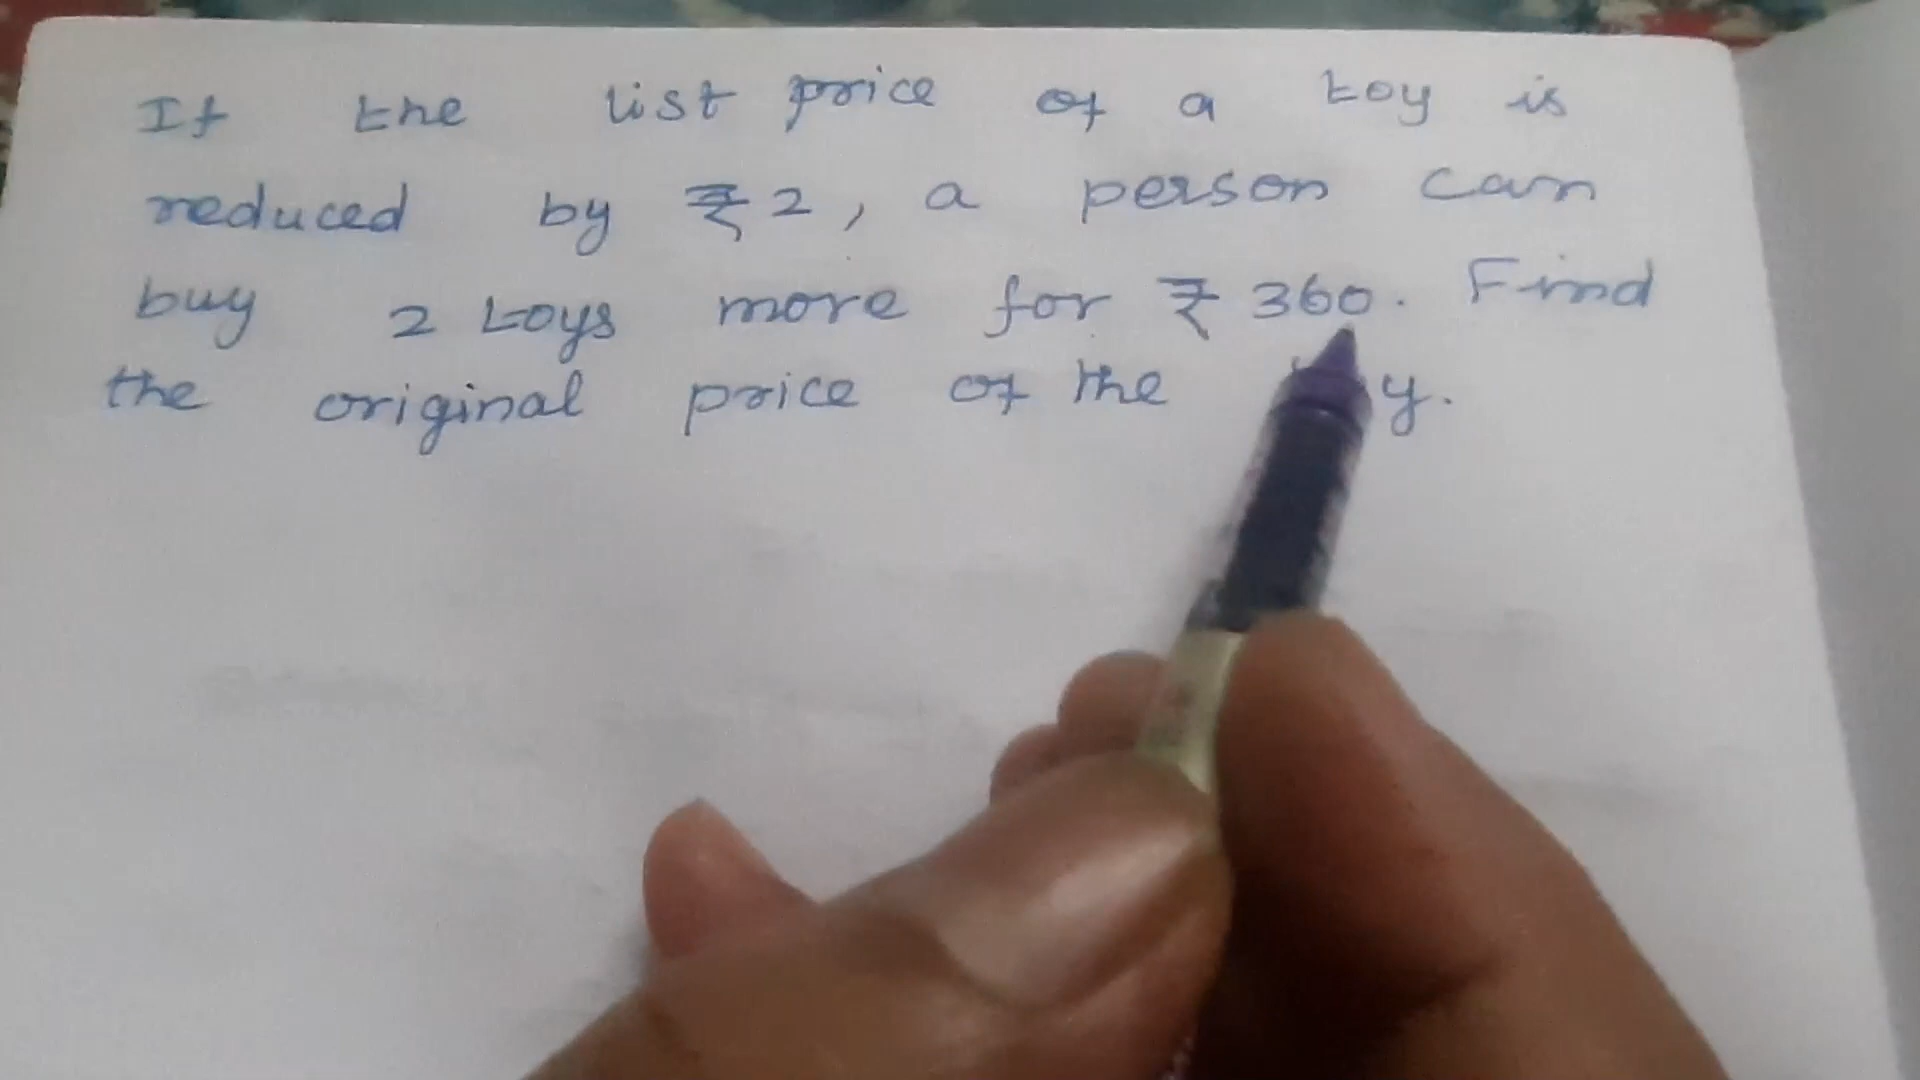 If the list price of a toy is
reduced by ₹ 2, a person can
buy 2 toys more for ₹ 360. Find
the original price of the